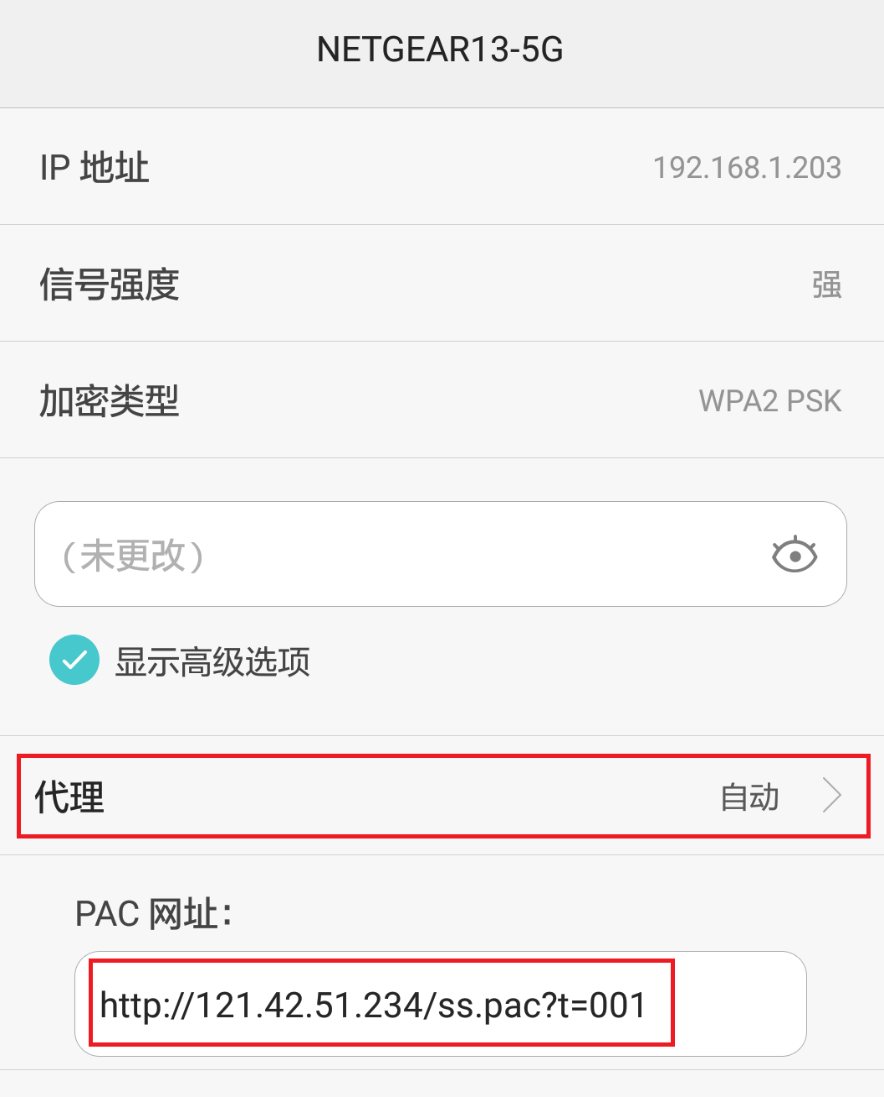 NETGEAR13-5G
IP 地址 192.168.1.203
信号强度 强
加密类型 WPA2 PSK
(未更改)
显示高级选项
代理 自动
PAC 网址:
http://121.42.51.234/ss.pac?t=001